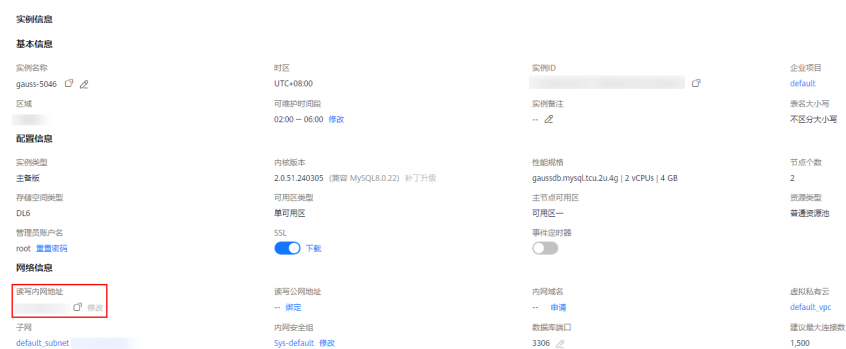 实例信息
基本信息
实例名称 时区 实例ID 企业项目
gauss-5046 UTC+08:00 default
区域 可维护时间段 实例备注 表名大小写
02:00 — 06:00 修改 -- 不区分大小写
配置信息
实例类型 内核版本 性能规格 节点个数
主备版 2.0.51.240305 (兼容 MySQL8.0.22) 补丁升级 gaussdb.mysql.tcu.2u.4g | 2 vCPUs | 4 GB 2
存储空间类型 可用区类型 主节点可用区 资源类型
DL6 单可用区 可用区一 普通资源池
管理员账户名 SSL 事件定时器
root 重置密码 下载
网络信息
读写内网地址 读写公网地址 内网域名 虚拟私有云
修改 -- 绑定 -- 申请 default_vpc
子网 内网安全组 数据库端口 建议最大连接数
default_subnet Sys-default 修改 3306 1,500